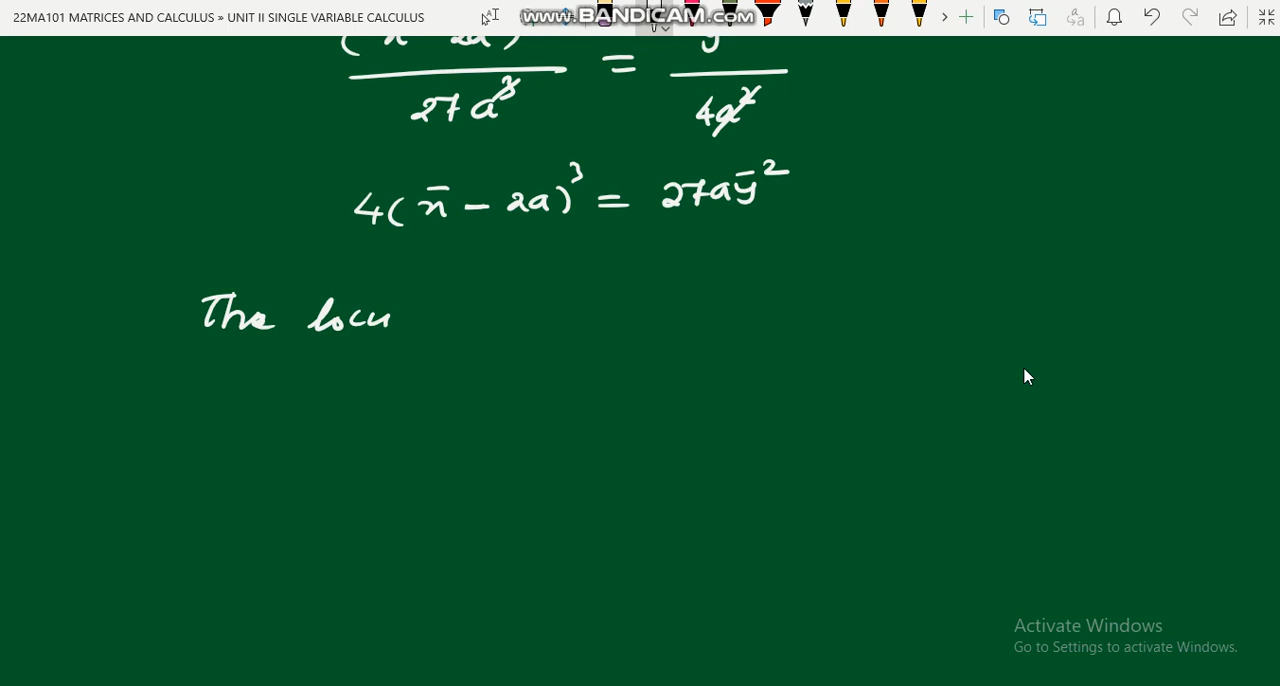 22MA101 MATRICES AND CALCULUS » UNIT II SINGLE VARIABLE CALCULUS
www.BANDICAM.com
27a³ = 4a²
4(x̄ - 2a)³ = 27aȳ²
The locu
Activate Windows
Go to Settings to activate Windows.